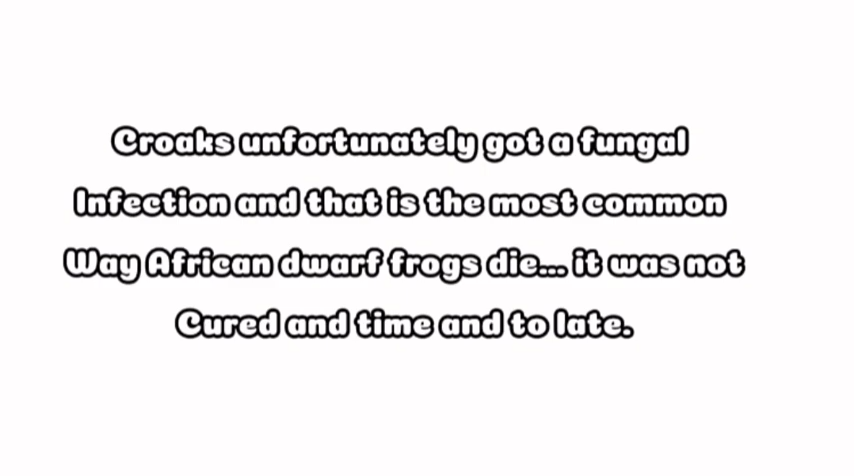 Croaks unfortunately got a fungal
Infection and that is the most common
Way African dwarf frogs die... it was not
Cured and time and to late.